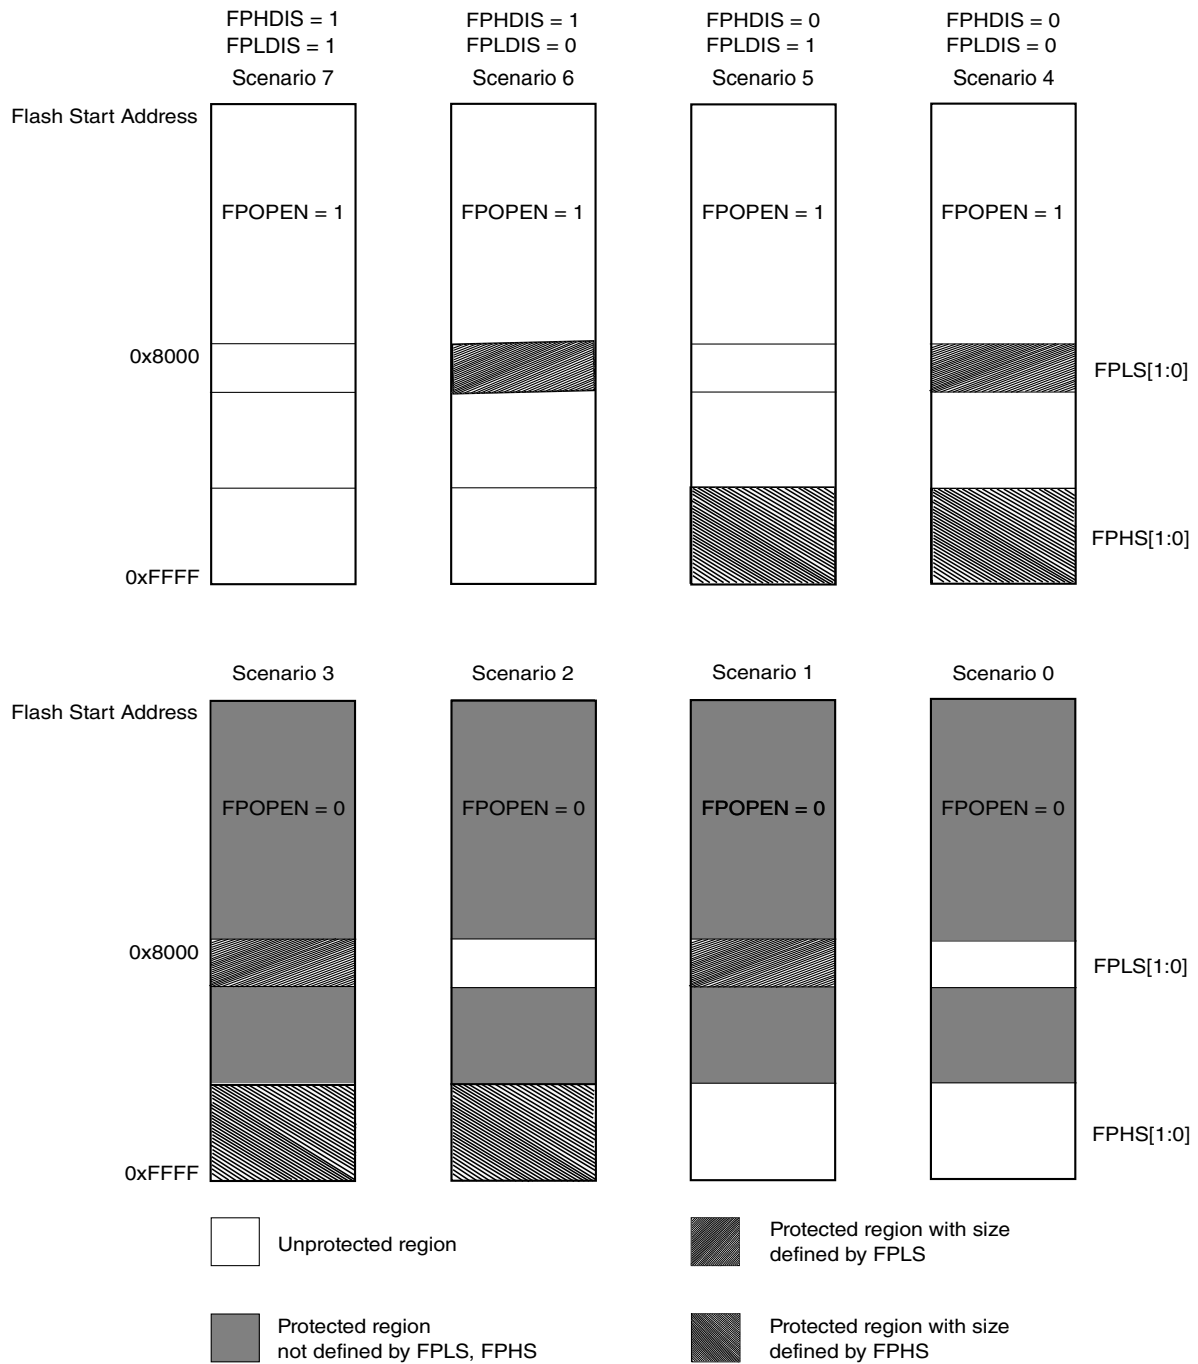 FPHDIS = 1
FPLDIS = 1
Scenario 7
FPHDIS = 1
FPLDIS = 0
Scenario 6
FPHDIS = 0
FPLDIS = 1
Scenario 5
FPHDIS = 0
FPLDIS = 0
Scenario 4
Flash Start Address
FPOPEN = 1
FPOPEN = 1
FPOPEN = 1
FPOPEN = 1
0x8000
FPLS[1:0]
FPHS[1:0]
0xFFFF
Scenario 3
Scenario 2
Scenario 1
Scenario 0
Flash Start Address
FPOPEN = 0
FPOPEN = 0
FPOPEN = 0
FPOPEN = 0
0x8000
FPLS[1:0]
FPHS[1:0]
0xFFFF
Unprotected region
Protected region with size
defined by FPLS
Protected region
not defined by FPLS, FPHS
Protected region with size
defined by FPHS